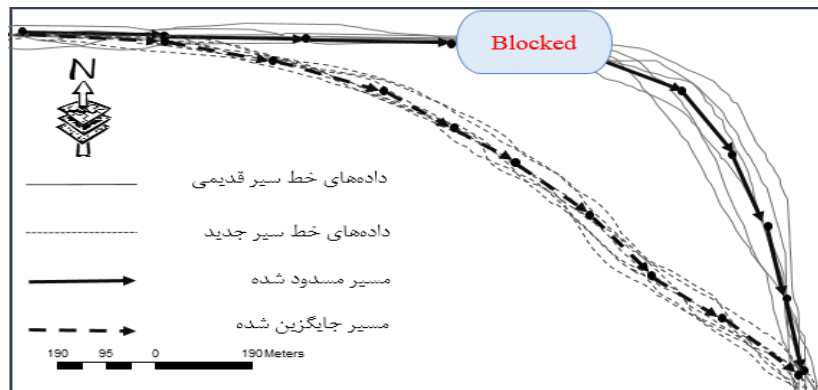 Blocked
N
داده‌های خط سیر قدیمی
داده‌های خط سیر جدید
مسیر مسدود شده
مسیر جایگزین شده
190 95 0 190 Meters